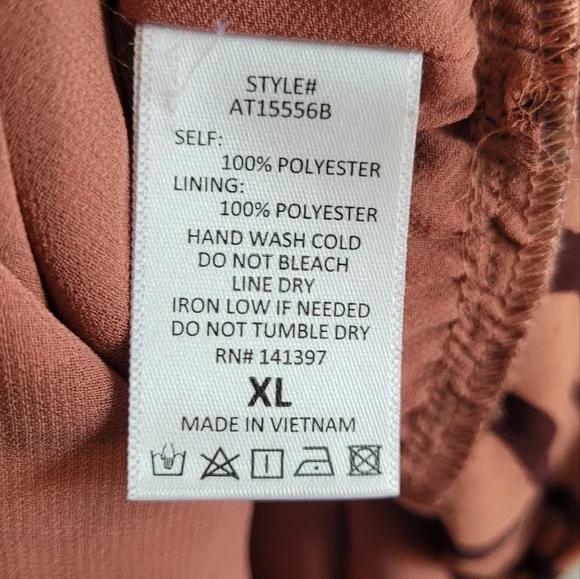 STYLE#
AT15556B
SELF:
100% POLYESTER
LINING:
100% POLYESTER
HAND WASH COLD
DO NOT BLEACH
LINE DRY
IRON LOW IF NEEDED
DO NOT TUMBLE DRY
RN# 141397
XL
MADE IN VIETNAM